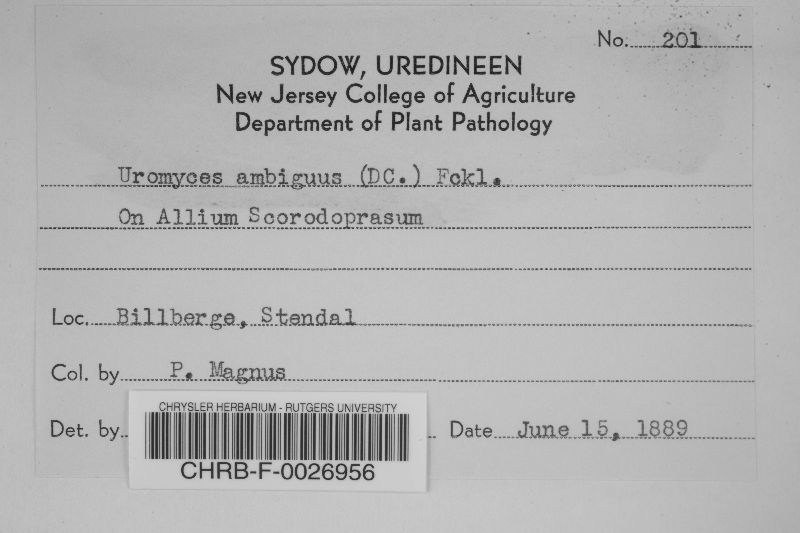 No. 201
SYDOW, UREDINEEN
New Jersey College of Agriculture
Department of Plant Pathology
Uromyces ambiguus (DC.) Fckl.
On Allium Scorodoprasum
Loc. Billberge, Stendal
Col. by P. Magnus
Det. by Date June 15, 1889
CHRYSLER HERBARIUM - RUTGERS UNIVERSITY
CHRB-F-0026956